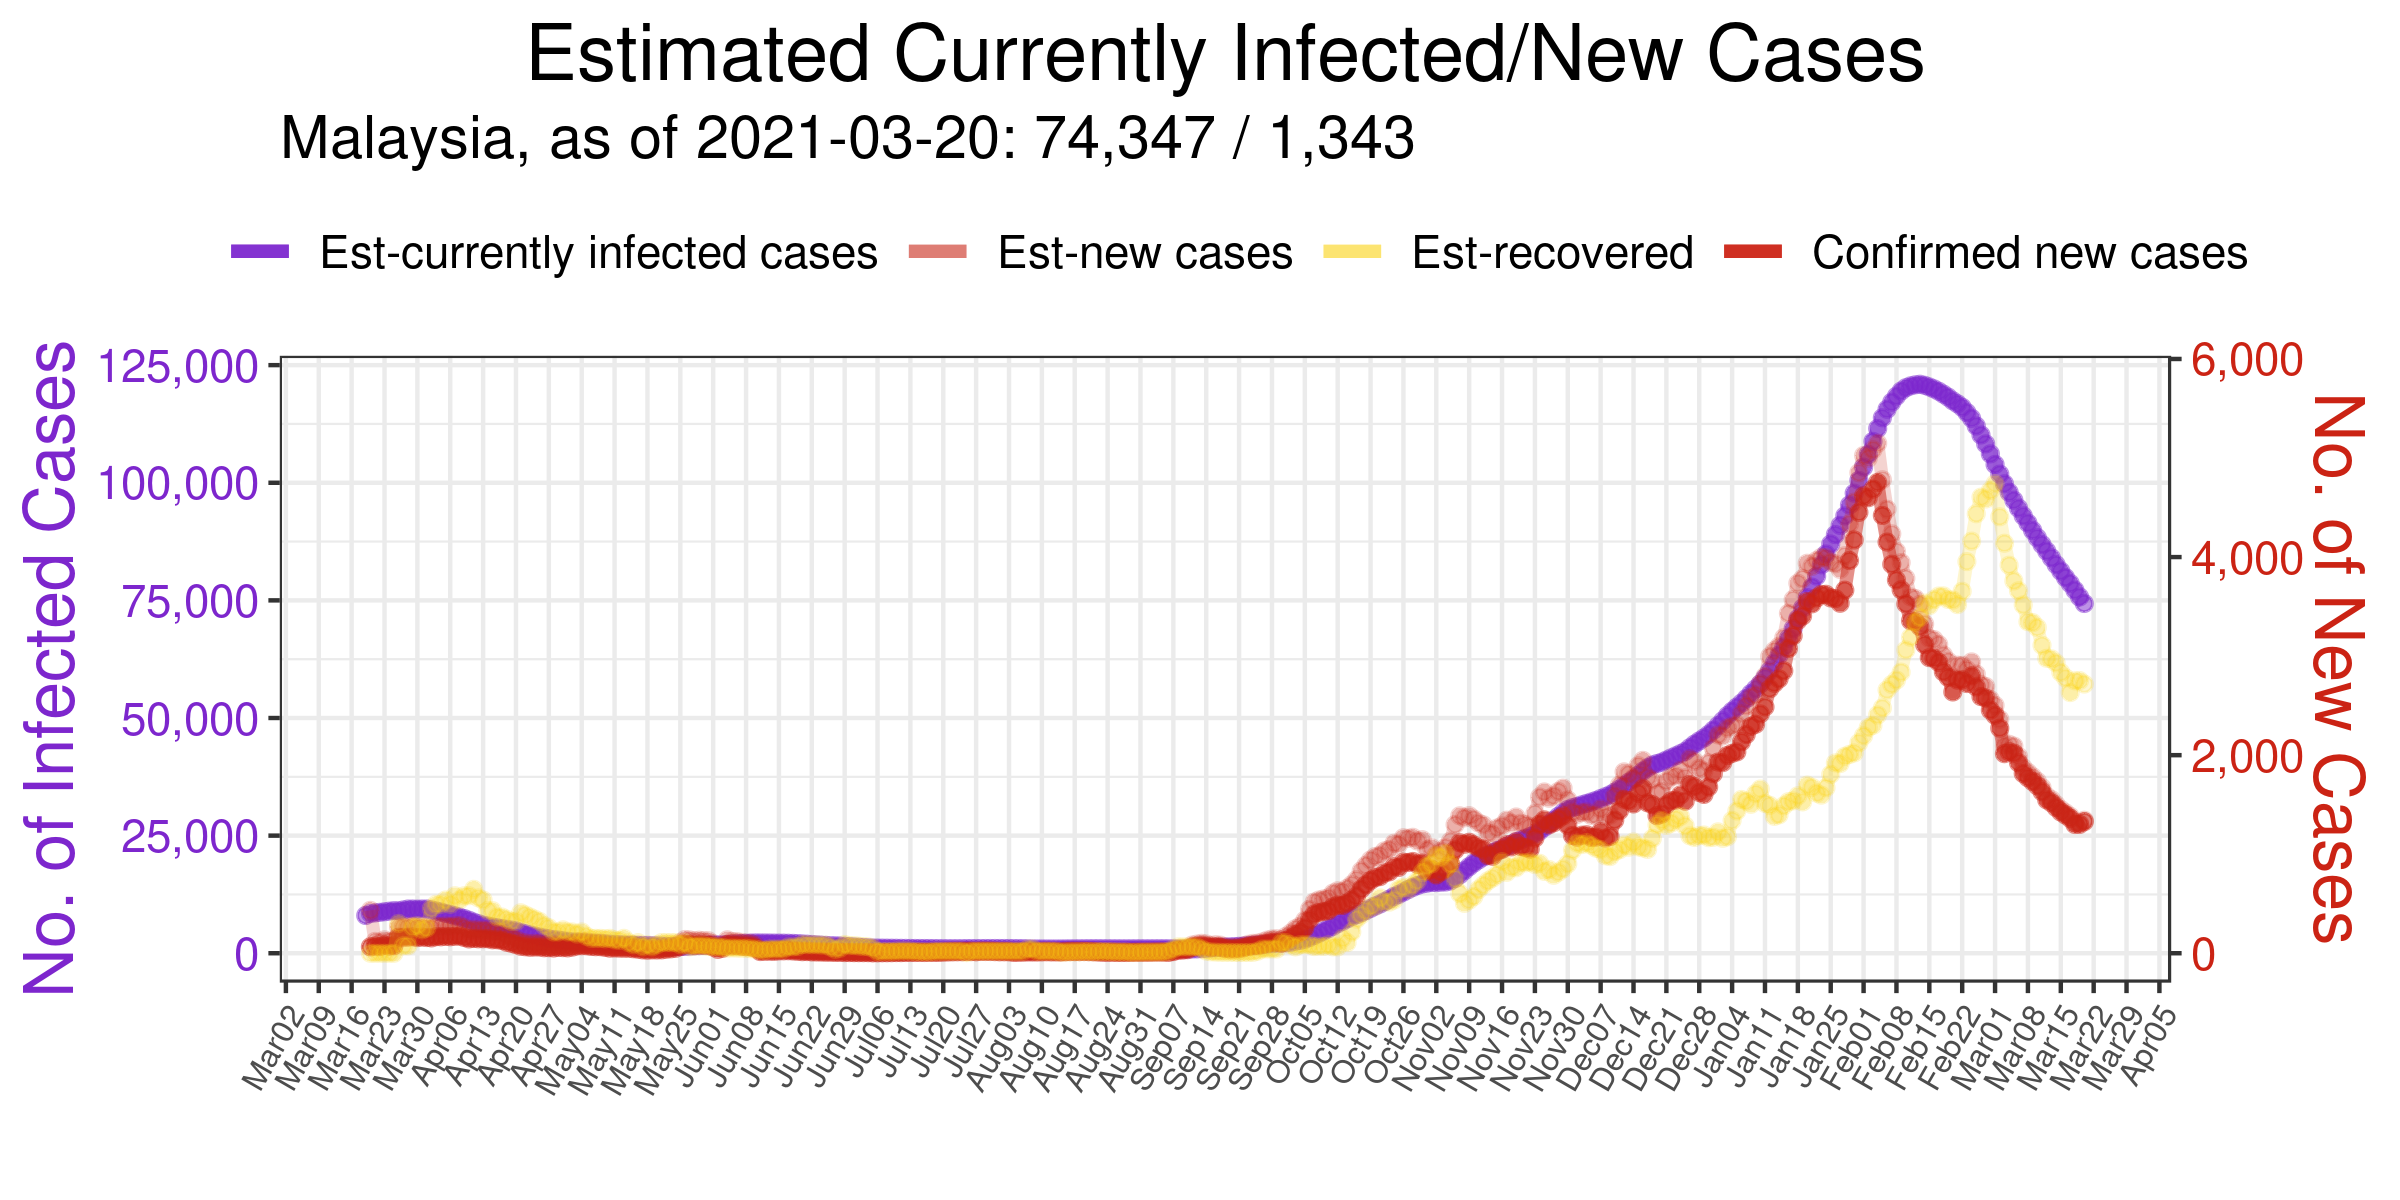 Estimated Currently Infected/New Cases
Malaysia, as of 2021-03-20: 74,347 / 1,343
Est-currently infected cases Est-new cases Est-recovered Confirmed new cases
No. of Infected Cases
125,000
100,000
75,000
50,000
25,000
0
6,000
4,000
2,000
0
No. of New Cases
Mar02 Mar09 Mar16 Mar23 Mar30 Apr06 Apr13 Apr20 Apr27 May04 May11 May18 May25 Jun01 Jun08 Jun15 Jun22 Jun29 Jul06 Jul13 Jul20 Jul27 Aug03 Aug10 Aug17 Aug24 Aug31 Sep07 Sep14 Sep21 Sep28 Oct05 Oct12 Oct19 Oct26 Nov02 Nov09 Nov16 Nov23 Nov30 Dec07 Dec14 Dec21 Dec28 Jan04 Jan11 Jan18 Jan25 Feb01 Feb08 Feb15 Feb22 Mar01 Mar08 Mar15 Mar22 Mar29 Apr05